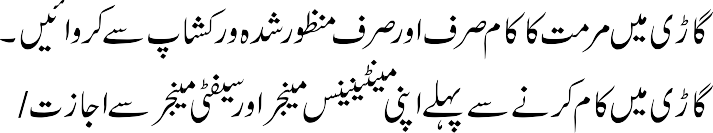 گاڑی میں مرمت کا کام صرف اور صرف منظور شدہ ورکشاپ سے کروائیں۔
گاڑی میں کام کرنے سے پہلے اپنی مینٹیننس مینجر اور سیفٹی مینجر سے اجازت/